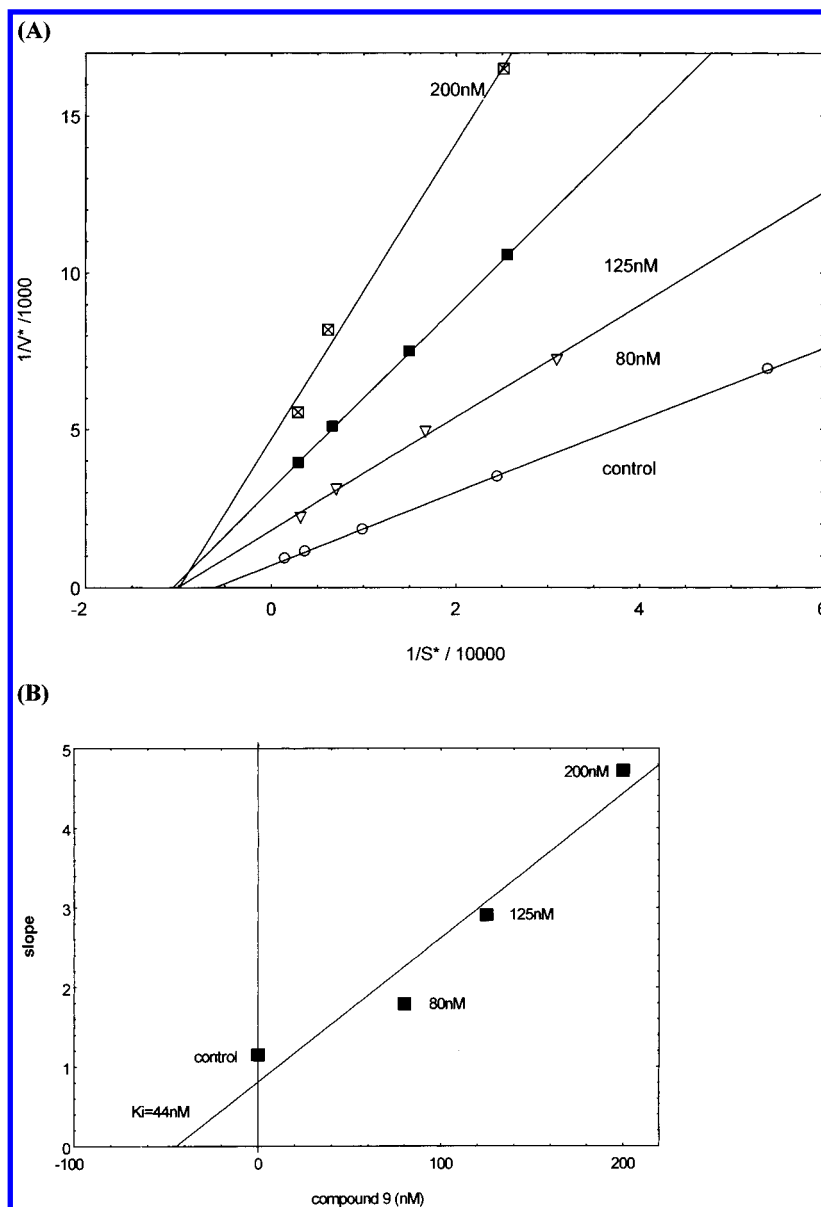 (A)
15
10
5
0
1/V* /1000
200nM
125nM
80nM
control
-2
0
2
4
6
1/S* / 10000
(B)
5
4
3
2
1
0
slope
200nM
125nM
80nM
control
Ki=44nM
-100
0
100
200
compound 9 (nM)